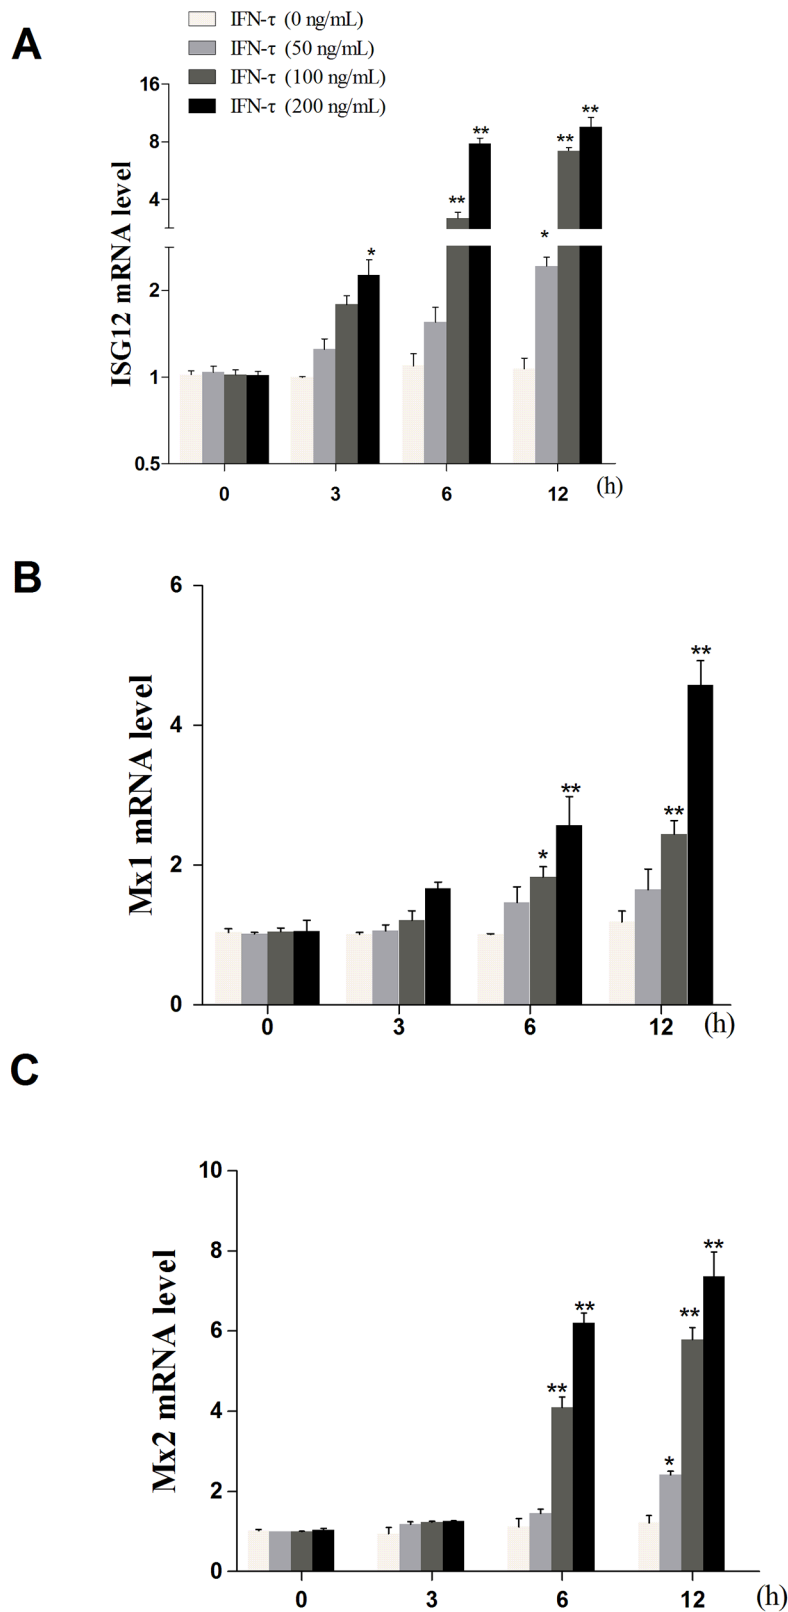 A
IFN-τ (0 ng/mL)
IFN-τ (50 ng/mL)
IFN-τ (100 ng/mL)
IFN-τ (200 ng/mL)
ISG12 mRNA level
16
8
4
2
1
0.5
**
**
**
**
*
*
0 3 6 12 (h)
B
Mx1 mRNA level
6
4
2
0
**
**
**
*
0 3 6 12 (h)
C
Mx2 mRNA level
10
8
6
4
2
0
**
**
**
**
*
0 3 6 12 (h)